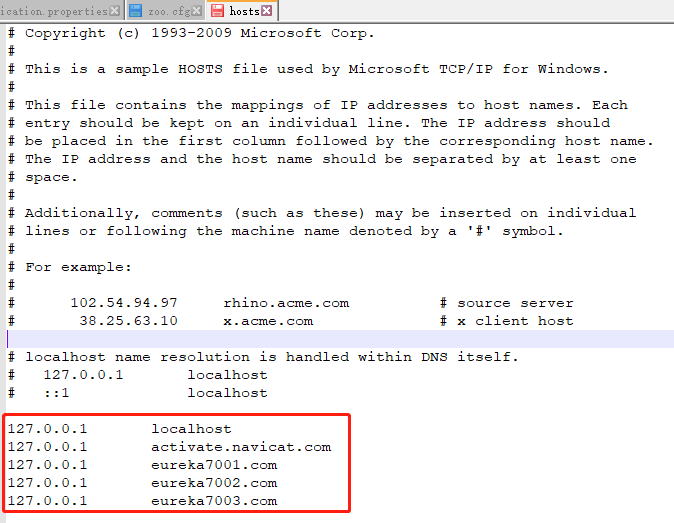 ication.properties
zoo.cfg
hosts
# Copyright (c) 1993-2009 Microsoft Corp.
#
# This is a sample HOSTS file used by Microsoft TCP/IP for Windows.
#
# This file contains the mappings of IP addresses to host names. Each
# entry should be kept on an individual line. The IP address should
# be placed in the first column followed by the corresponding host name.
# The IP address and the host name should be separated by at least one
# space.
#
# Additionally, comments (such as these) may be inserted on individual
# lines or following the machine name denoted by a '#' symbol.
#
# For example:
#
#      102.54.94.97     rhino.acme.com          # source server
#       38.25.63.10     x.acme.com              # x client host
# localhost name resolution is handled within DNS itself.
#   127.0.0.1       localhost
#   ::1             localhost
127.0.0.1       localhost
127.0.0.1       activate.navicat.com
127.0.0.1       eureka7001.com
127.0.0.1       eureka7002.com
127.0.0.1       eureka7003.com